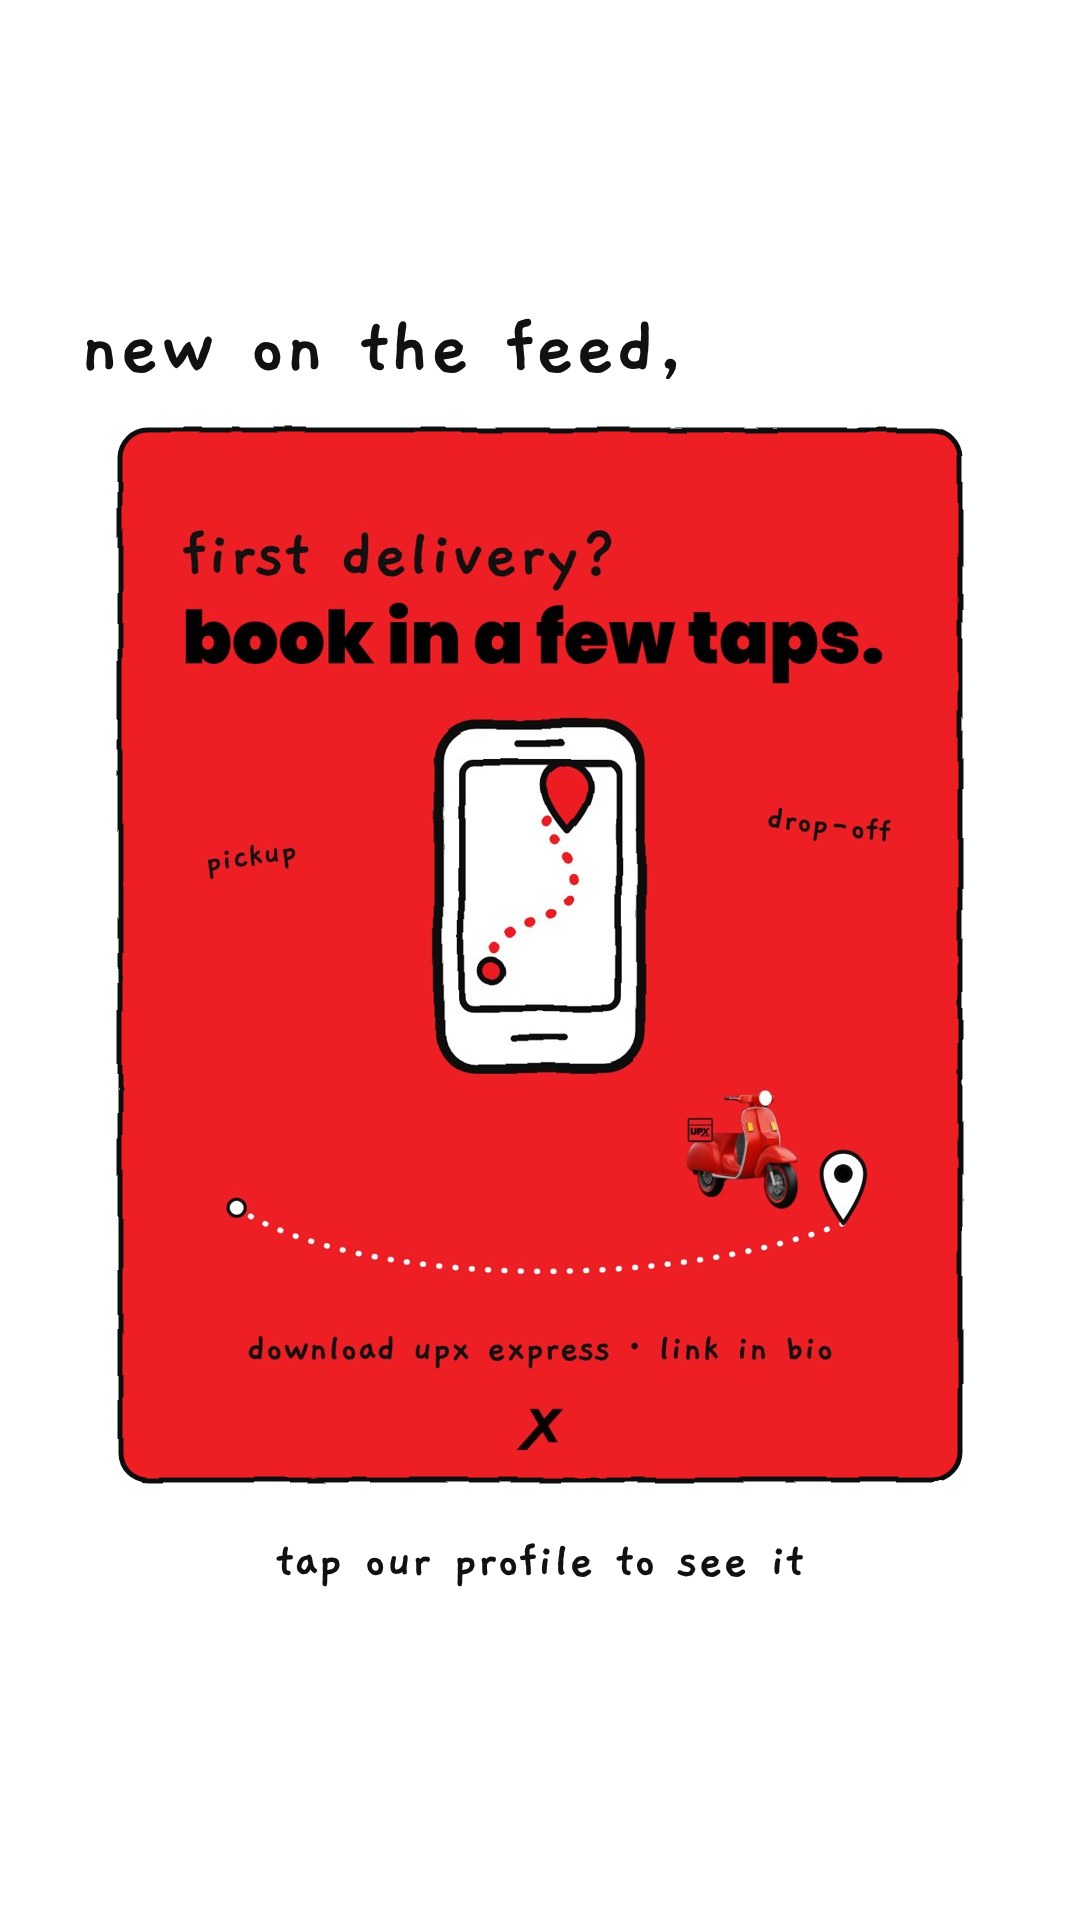 new on the feed,
first delivery?
book in a few taps.
drop-off
pickup
UPX
download upx express • link in bio
X
tap our profile to see it